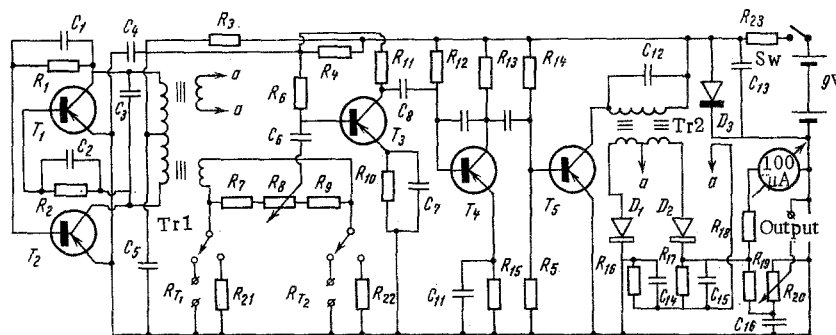 C1
C4
R3
R23
Sw
9V
R1
C3
a
a
R4
R6
R11
R12
R13
R14
C12
C13
T1
C8
D3
C2
C6
T3
Tr2
R2
R7
R8
R9
R10
C7
T4
T5
a
a
100
μA
T2
Tr1
C5
D1
D2
R18
Output
RT1
R21
RT2
R22
C11
R15
R5
R16
C14
R17
C15
R19
R20
C16